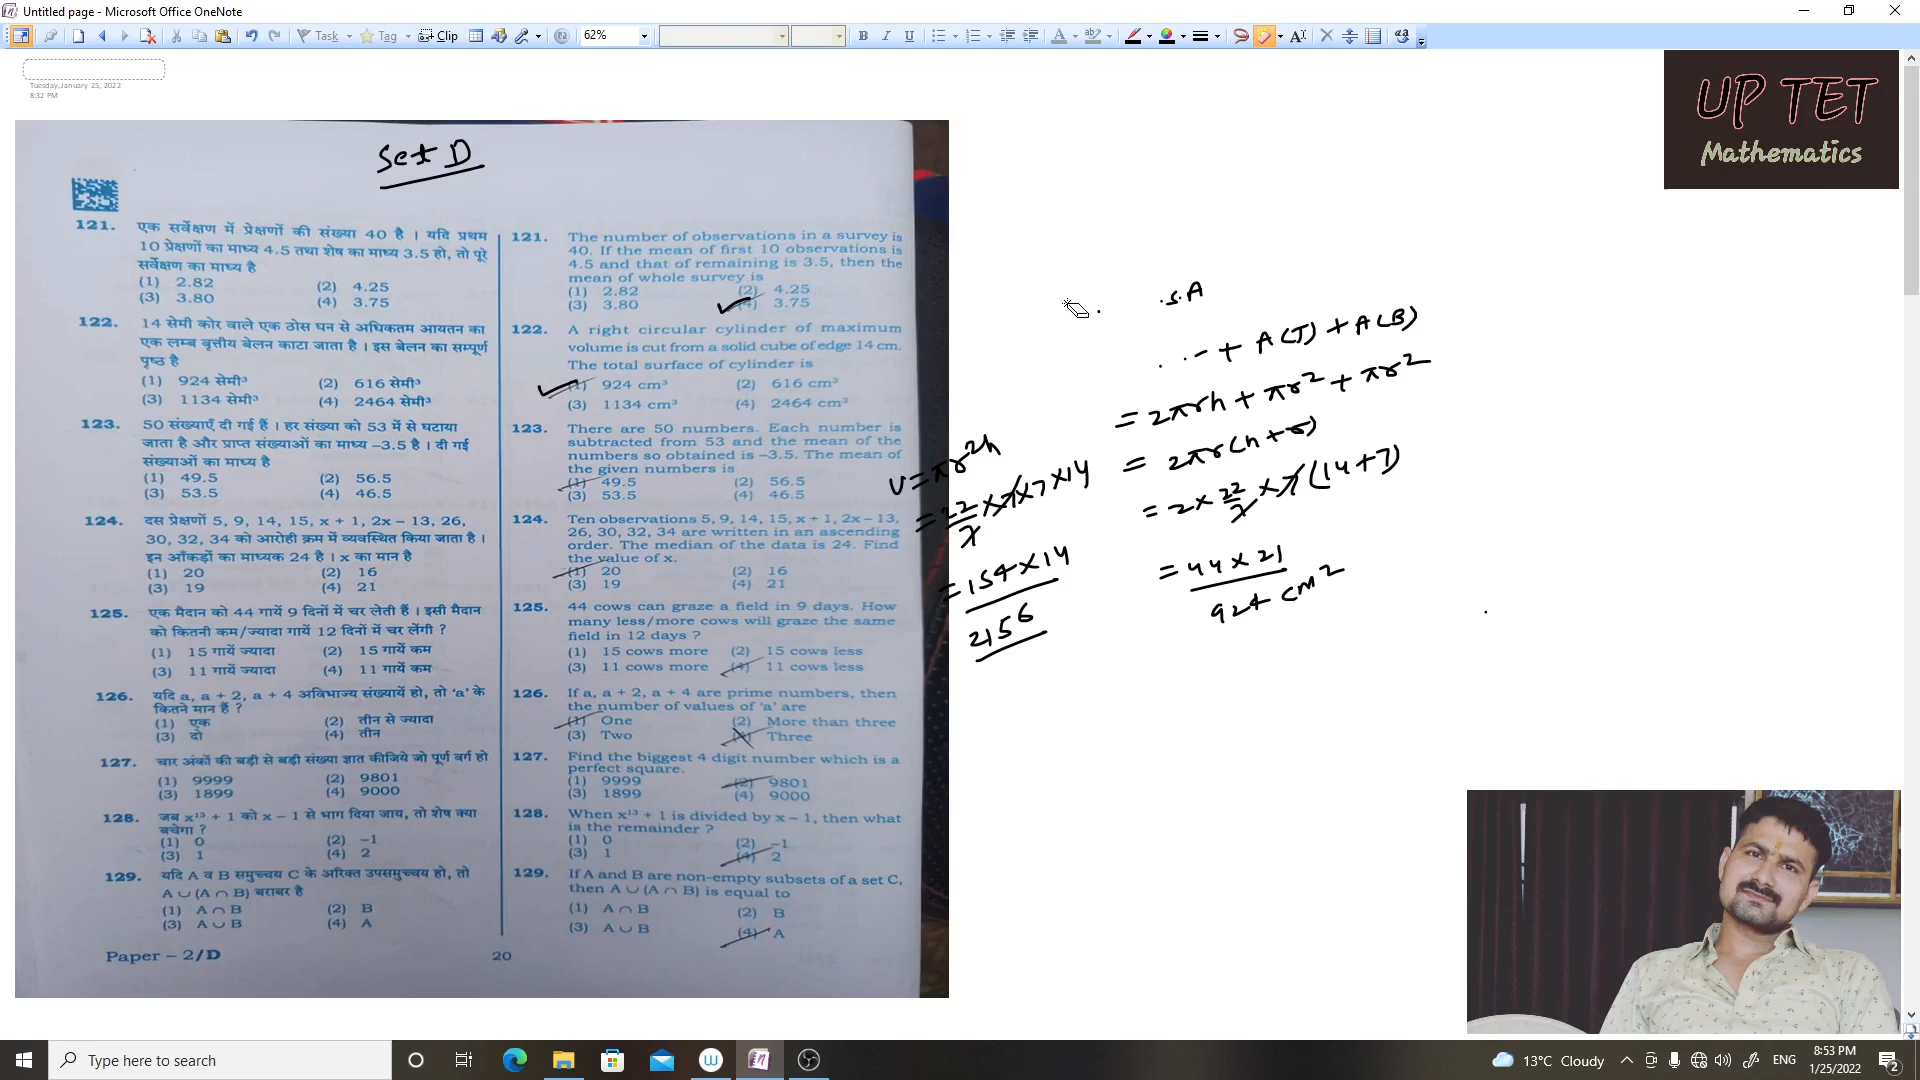 Untitled page - Microsoft Office OneNote
Task
Tag
Clip
62%
B I U
Tuesday, January 25, 2022
8:32 PM
UP TET
Mathematics
Set D
121. एक सर्वेक्षण में प्रेक्षणों की संख्या 40 है । यदि प्रथम
10 प्रेक्षणों का माध्य 4.5 तथा शेष का माध्य 3.5 हो, तो पूरे
सर्वेक्षण का माध्य है
(1) 2.82 (2) 4.25
(3) 3.80 (4) 3.75
122. 14 सेमी कोर वाले एक ठोस घन से अधिकतम आयतन का
एक लम्ब वृत्तीय बेलन काटा जाता है । इस बेलन का सम्पूर्ण
पृष्ठ है
(1) 924 सेमी³ (2) 616 सेमी³
(3) 1134 सेमी³ (4) 2464 सेमी³
123. 50 संख्याएँ दी गई हैं । हर संख्या को 53 में से घटाया
जाता है और प्राप्त संख्याओं का माध्य –3.5 है । दी गई
संख्याओं का माध्य है
(1) 49.5 (2) 56.5
(3) 53.5 (4) 46.5
124. दस प्रेक्षणों 5, 9, 14, 15, x + 1, 2x – 13, 26,
30, 32, 34 को आरोही क्रम में व्यवस्थित किया जाता है ।
इन आँकड़ों का माध्यक 24 है । x का मान है
(1) 20 (2) 16
(3) 19 (4) 21
125. एक मैदान को 44 गायें 9 दिनों में चर लेती हैं । इसी मैदान
को कितनी कम/ज्यादा गायें 12 दिनों में चर लेंगी ?
(1) 15 गायें ज्यादा (2) 15 गायें कम
(3) 11 गायें ज्यादा (4) 11 गायें कम
126. यदि a, a + 2, a + 4 अविभाज्य संख्यायें हो, तो ‘a’ के
कितने मान हैं ?
(1) एक (2) तीन से ज्यादा
(3) दो (4) तीन
127. चार अंकों की बड़ी से बड़ी संख्या ज्ञात कीजिये जो पूर्ण वर्ग हो
(1) 9999 (2) 9801
(3) 1899 (4) 9000
128. जब x¹³ + 1 को x – 1 से भाग दिया जाय, तो शेष क्या
बचेगा ?
(1) 0 (2) –1
(3) 1 (4) 2
129. यदि A व B समुच्चय C के अरिक्त उपसमुच्चय हो, तो
A ∪ (A ∩ B) बराबर है
(1) A ∩ B (2) B
(3) A ∪ B (4) A
Paper – 2/D
121. The number of observations in a survey is
40. If the mean of first 10 observations is
4.5 and that of remaining is 3.5, then the
mean of whole survey is
(1) 2.82 (2) 4.25
(3) 3.80 (4) 3.75
122. A right circular cylinder of maximum
volume is cut from a solid cube of edge 14 cm.
The total surface of cylinder is
(1) 924 cm³ (2) 616 cm³
(3) 1134 cm³ (4) 2464 cm³
123. There are 50 numbers. Each number is
subtracted from 53 and the mean of the
numbers so obtained is –3.5. The mean of
the given numbers is
(1) 49.5 (2) 56.5
(3) 53.5 (4) 46.5
124. Ten observations 5, 9, 14, 15, x + 1, 2x – 13,
26, 30, 32, 34 are written in an ascending
order. The median of the data is 24. Find
the value of x.
(1) 20 (2) 16
(3) 19 (4) 21
125. 44 cows can graze a field in 9 days. How
many less/more cows will graze the same
field in 12 days ?
(1) 15 cows more (2) 15 cows less
(3) 11 cows more (4) 11 cows less
126. If a, a + 2, a + 4 are prime numbers, then
the number of values of ‘a’ are
(1) One (2) More than three
(3) Two (4) Three
127. Find the biggest 4 digit number which is a
perfect square.
(1) 9999 (2) 9801
(3) 1899 (4) 9000
128. When x¹³ + 1 is divided by x – 1, then what
is the remainder ?
(1) 0 (2) –1
(3) 1 (4) 2
129. If A and B are non-empty subsets of a set C,
then A ∪ (A ∩ B) is equal to
(1) A ∩ B (2) B
(3) A ∪ B (4) A
20
V = πr²h
= 22/7 × 7 × 7 × 14
= 154 × 14
2156
.S.A
+ A(T) + A(B)
= 2πrh + πr² + πr²
= 2πr(h + r)
= 2 × 22/7 × 7 (14 + 7)
= 44 × 21
924 cm²
Type here to search
13°C Cloudy
ENG
8:53 PM
1/25/2022
2